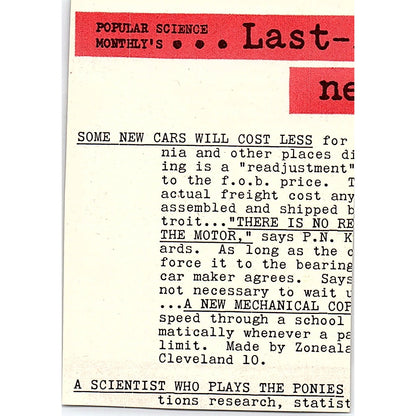 POPULAR SCIENCE
MONTHLY'S ... Last-
ne
SOME NEW CARS WILL COST LESS for
nia and other places di
ing is a "readjustment"
to the f.o.b. price. T
actual freight cost any
assembled and shipped b
troit..."THERE IS NO RE
THE MOTOR," says P.N. K
ards. As long as the c
force it to the bearing
car maker agrees. Says
not necessary to wait u
...A NEW MECHANICAL COP
speed through a school
matically whenever a pa
limit. Made by Zoneala
Cleveland 10.
A SCIENTIST WHO PLAYS THE PONIES
tions research, statist